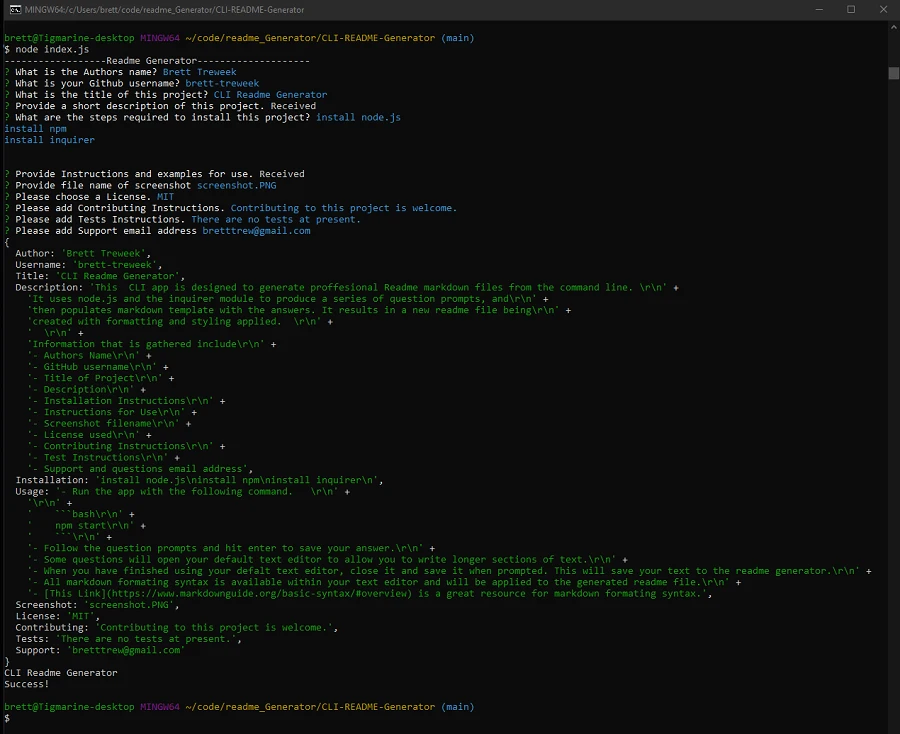 MINGW64:/c/Users/brett/code/readme_Generator/CLI-README-Generator
brett@Tigmarine-desktop MINGW64 ~/code/readme_Generator/CLI-README-Generator (main)
$ node index.js
------------------Readme Generator--------------------
? What is the Authors name? Brett Treweek
? What is your Github username? brett-treweek
? What is the title of this project? CLI Readme Generator
? Provide a short description of this project. Received
? What are the steps required to install this project? install node.js
install npm
install inquirer
? Provide Instructions and examples for use. Received
? Provide file name of screenshot screenshot.PNG
? Please choose a License. MIT
? Please add Contributing Instructions. Contributing to this project is welcome.
? Please add Tests Instructions. There are no tests at present.
? Please add Support email address bretttrew@gmail.com
{
  Author: 'Brett Treweek',
  Username: 'brett-treweek',
  Title: 'CLI Readme Generator',
  Description: 'This  CLI app is designed to generate proffesional Readme markdown files from the command line. \r\n' +
    'It uses node.js and the inquirer module to produce a series of question prompts, and\r\n' +
    'then populates markdown template with the answers. It results in a new readme file being\r\n' +
    'created with formatting and styling applied.  \r\n' +
    '  \r\n' +
    'Information that is gathered include\r\n' +
    '- Authors Name\r\n' +
    '- GitHub username\r\n' +
    '- Title of Project\r\n' +
    '- Description\r\n' +
    '- Installation Instructions\r\n' +
    '- Instructions for Use\r\n' +
    '- Screenshot filename\r\n' +
    '- License used\r\n' +
    '- Contributing Instructions\r\n' +
    '- Test Instructions\r\n' +
    '- Support and questions email address',
  Installation: 'install node.js\ninstall npm\ninstall inquirer\n',
  Usage: '- Run the app with the following command.   \r\n' +
    '\r\n' +
    '    ```bash\r\n' +
    '    npm start\r\n' +
    '    ```\r\n' +
    '- Follow the question prompts and hit enter to save your answer.\r\n' +
    '- Some questions will open your default text editor to allow you to write longer sections of text.\r\n' +
    '- When you have finished using your defalt text editor, close it and save it when prompted. This will save your text to the readme generator.\r\n' +
    '- All markdown formating syntax is available within your text editor and will be applied to the generated readme file.\r\n' +
    '- [This Link](https://www.markdownguide.org/basic-syntax/#overview) is a great resource for markdown formating syntax.',
  Screenshot: 'screenshot.PNG',
  License: 'MIT',
  Contributing: 'Contributing to this project is welcome.',
  Tests: 'There are no tests at present.',
  Support: 'bretttrew@gmail.com'
}
CLI Readme Generator
Success!
brett@Tigmarine-desktop MINGW64 ~/code/readme_Generator/CLI-README-Generator (main)
$